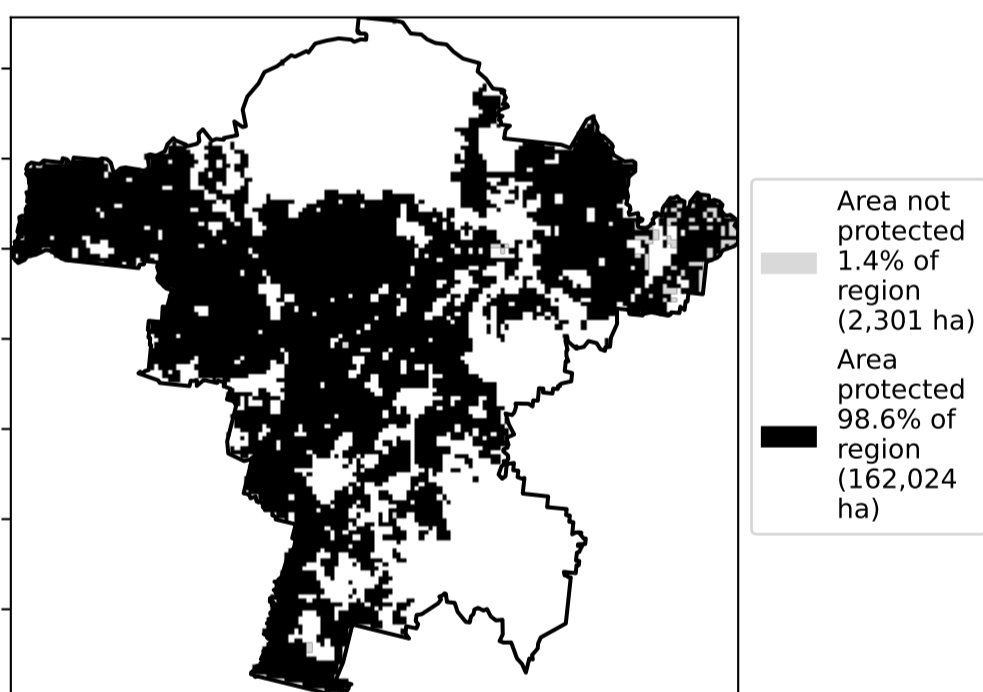 Area not
protected
1.4% of
region
(2,301 ha)
Area
protected
98.6% of
region
(162,024
ha)